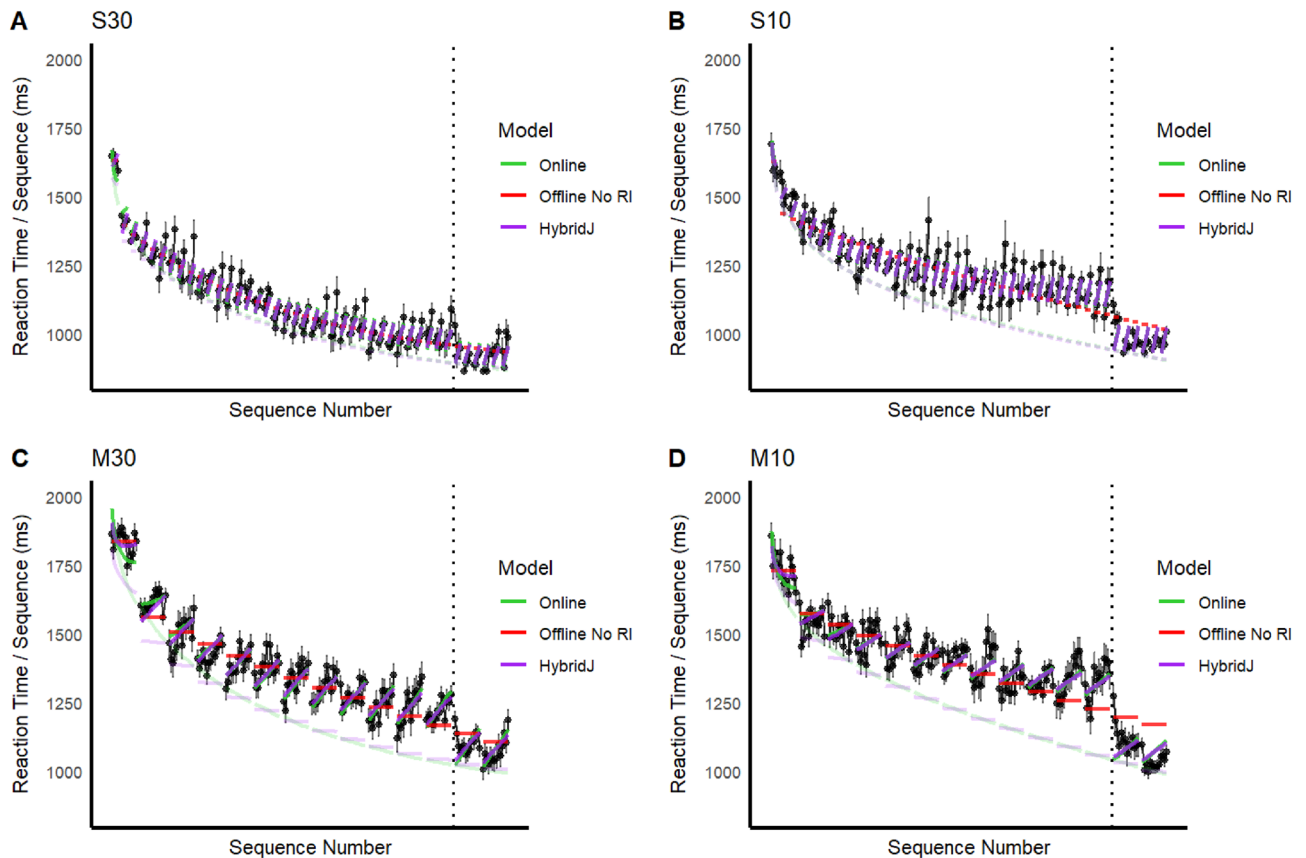 A
S30
Reaction Time / Sequence (ms)
2000
1750
1500
1250
1000
Sequence Number
Model
Online
Offline No RI
HybridJ
B
S10
Reaction Time / Sequence (ms)
2000
1750
1500
1250
1000
Sequence Number
Model
Online
Offline No RI
HybridJ
C
M30
Reaction Time / Sequence (ms)
2000
1750
1500
1250
1000
Sequence Number
Model
Online
Offline No RI
HybridJ
D
M10
Reaction Time / Sequence (ms)
2000
1750
1500
1250
1000
Sequence Number
Model
Online
Offline No RI
HybridJ